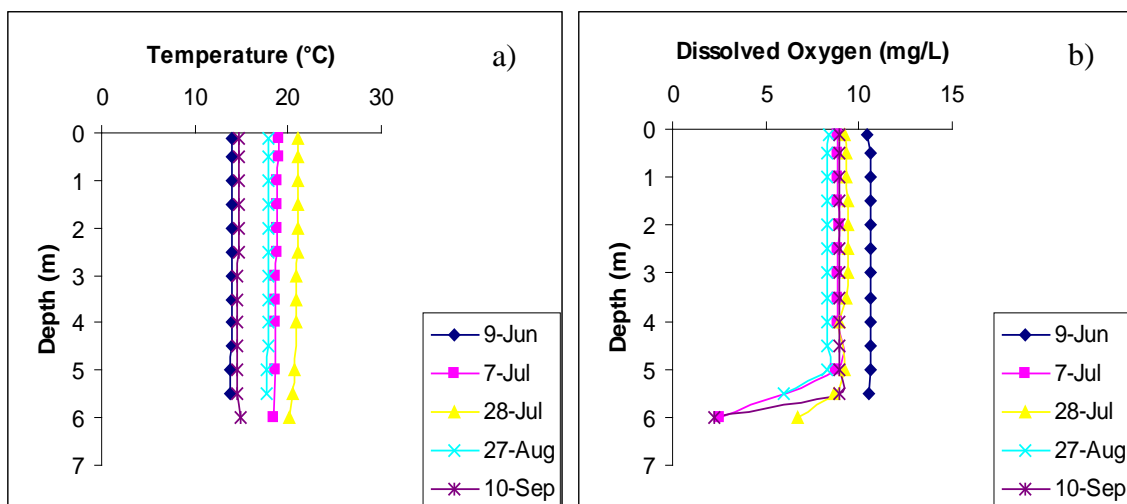 Temperature (°C)
a)
0 10 20 30
0
1
2
3
4
5
6
7
Depth (m)
9-Jun
7-Jul
28-Jul
27-Aug
10-Sep
Dissolved Oxygen (mg/L)
b)
0 5 10 15
0
1
2
3
4
5
6
7
Depth (m)
9-Jun
7-Jul
28-Jul
27-Aug
10-Sep